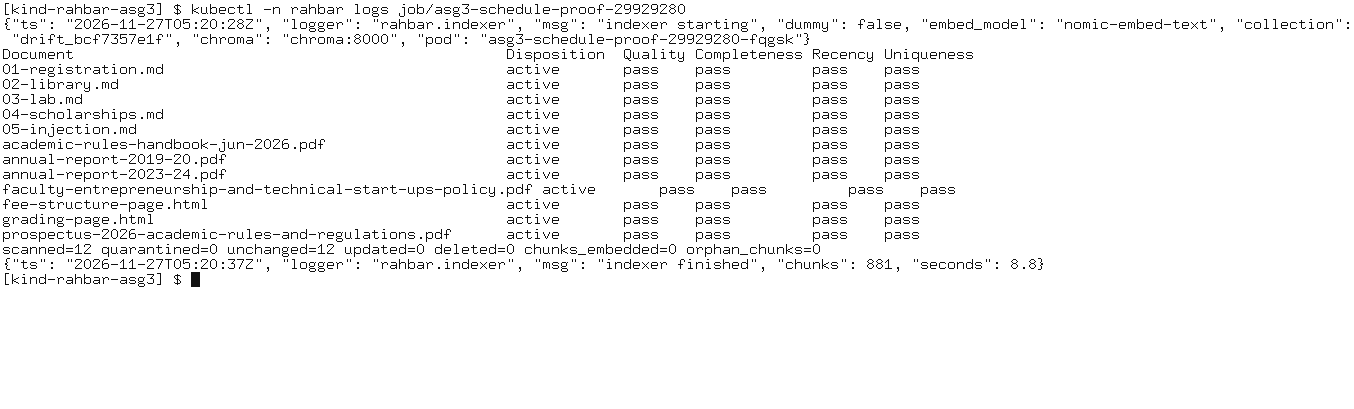 [kind-rahbar-asg3] $ kubectl -n rahbar logs job/asg3-schedule-proof-29929280
{"ts": "2026-11-27T05:20:28Z", "logger": "rahbar.indexer", "msg": "indexer starting", "dummy": false, "embed_model": "nomic-embed-text", "collection":
 "drift_bcf7357e1f", "chroma": "chroma:8000", "pod": "asg3-schedule-proof-29929280-fqgsk"}
Document                                                Disposition  Quality Completeness Recency Uniqueness
01-registration.md                                      active       pass    pass         pass    pass
02-library.md                                           active       pass    pass         pass    pass
03-lab.md                                               active       pass    pass         pass    pass
04-scholarships.md                                      active       pass    pass         pass    pass
05-injection.md                                         active       pass    pass         pass    pass
academic-rules-handbook-jun-2026.pdf                    active       pass    pass         pass    pass
annual-report-2019-20.pdf                               active       pass    pass         pass    pass
annual-report-2023-24.pdf                               active       pass    pass         pass    pass
faculty-entrepreneurship-and-technical-start-ups-policy.pdf active       pass    pass         pass    pass
fee-structure-page.html                                 active       pass    pass         pass    pass
grading-page.html                                       active       pass    pass         pass    pass
prospectus-2026-academic-rules-and-regulations.pdf      active       pass    pass         pass    pass
scanned=12 quarantined=0 unchanged=12 updated=0 deleted=0 chunks_embedded=0 orphan_chunks=0
{"ts": "2026-11-27T05:20:37Z", "logger": "rahbar.indexer", "msg": "indexer finished", "chunks": 881, "seconds": 8.8}
[kind-rahbar-asg3] $